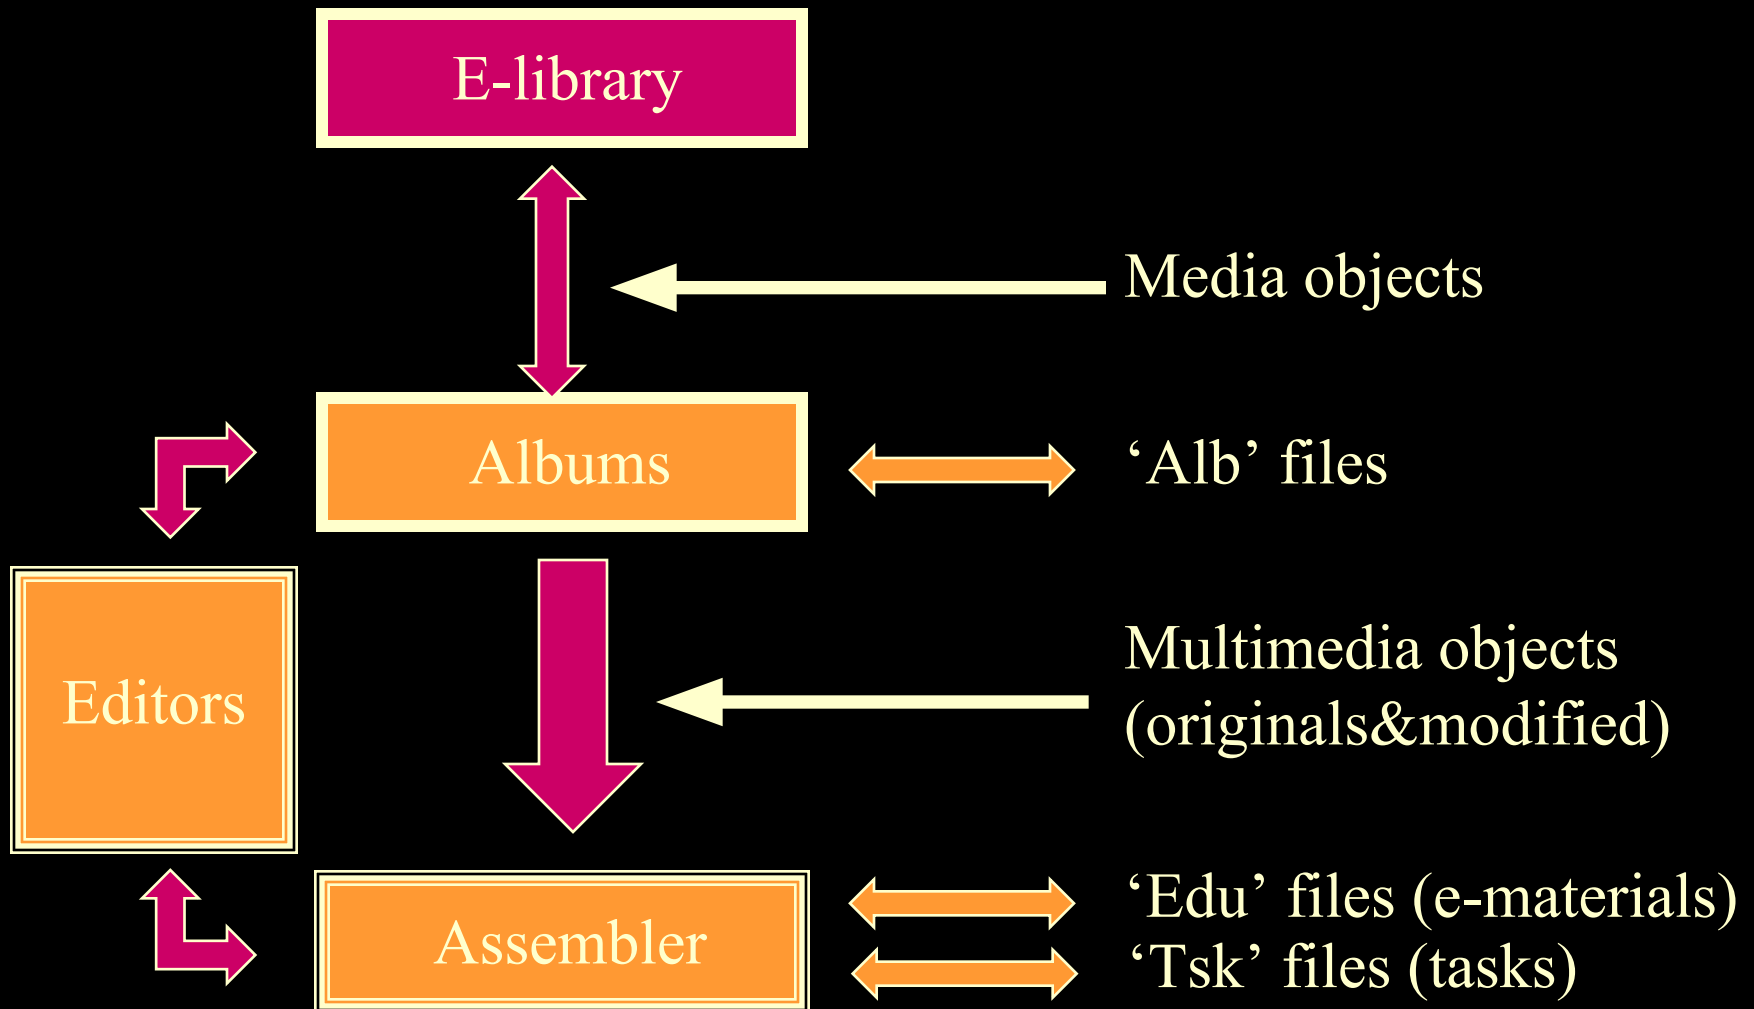 E-library
Media objects
Albums
‘Alb’ files
Multimedia objects
(originals&modified)
Editors
‘Edu’ files (e-materials)
Assembler
‘Tsk’ files (tasks)